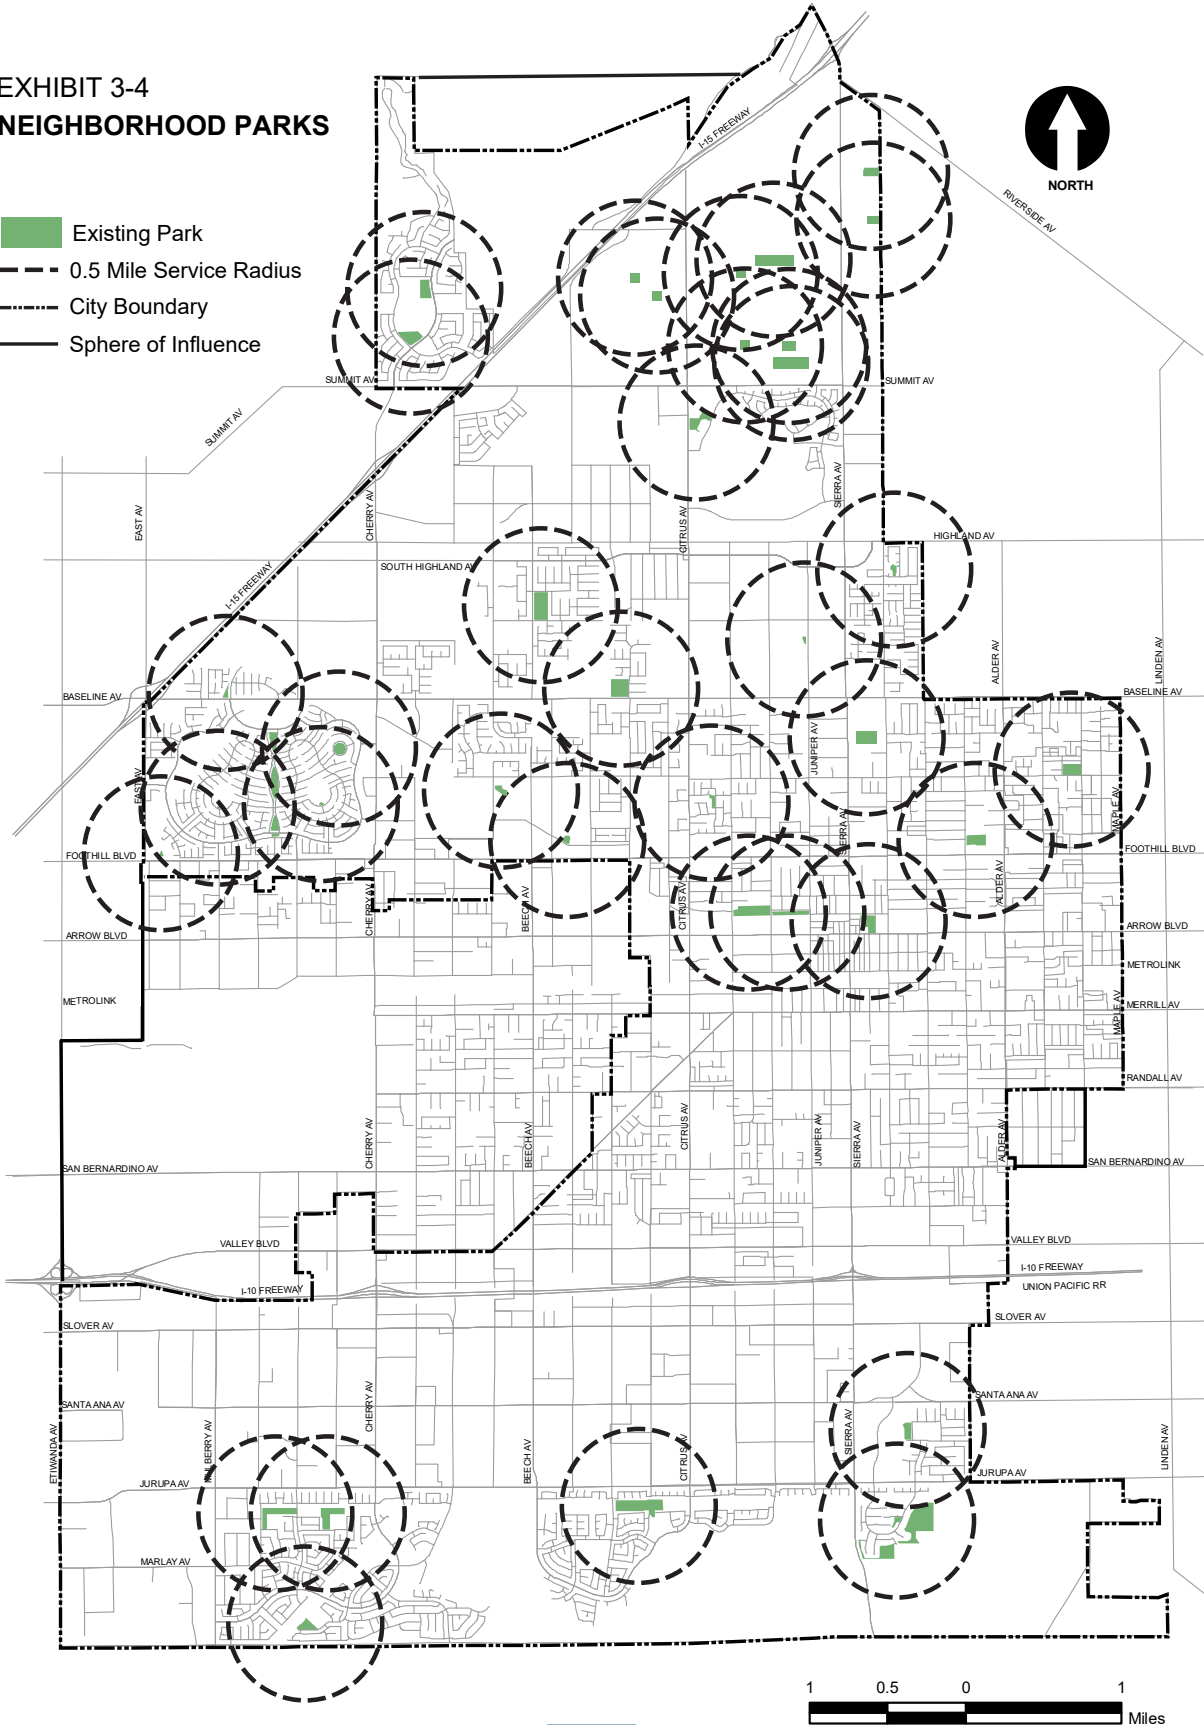 EXHIBIT 3-4
NEIGHBORHOOD PARKS
Existing Park
0.5 Mile Service Radius
City Boundary
Sphere of Influence
NORTH
I-15 FREEWAY
RIVERSIDE AV
SUMMIT AV
SUMMIT AV
SUMMIT AV
EAST AV
CHERRY AV
CITRUS AV
SIERRA AV
HIGHLAND AV
SOUTH HIGHLAND AV
I-15 FREEWAY
ALDER AV
LINDEN AV
BASELINE AV
BASELINE AV
EAST AV
JUNIPER AV
SIERRA AV
MAPLE AV
FOOTHILL BLVD
FOOTHILL BLVD
CHERRY AV
BEECH AV
CITRUS AV
ALDER AV
ARROW BLVD
ARROW BLVD
METROLINK
METROLINK
MERRILL AV
MAPLE AV
RANDALL AV
CHERRY AV
BEECH AV
CITRUS AV
JUNIPER AV
SIERRA AV
ALDER AV
SAN BERNARDINO AV
SAN BERNARDINO AV
VALLEY BLVD
VALLEY BLVD
I-10 FREEWAY
I-10 FREEWAY
UNION PACIFIC RR
SLOVER AV
SLOVER AV
SANTA ANA AV
SANTA ANA AV
ETIWANDA AV
MULBERRY AV
CHERRY AV
BEECH AV
CITRUS AV
SIERRA AV
LINDEN AV
JURUPA AV
JURUPA AV
MARLAY AV
1 0.5 0 1
Miles